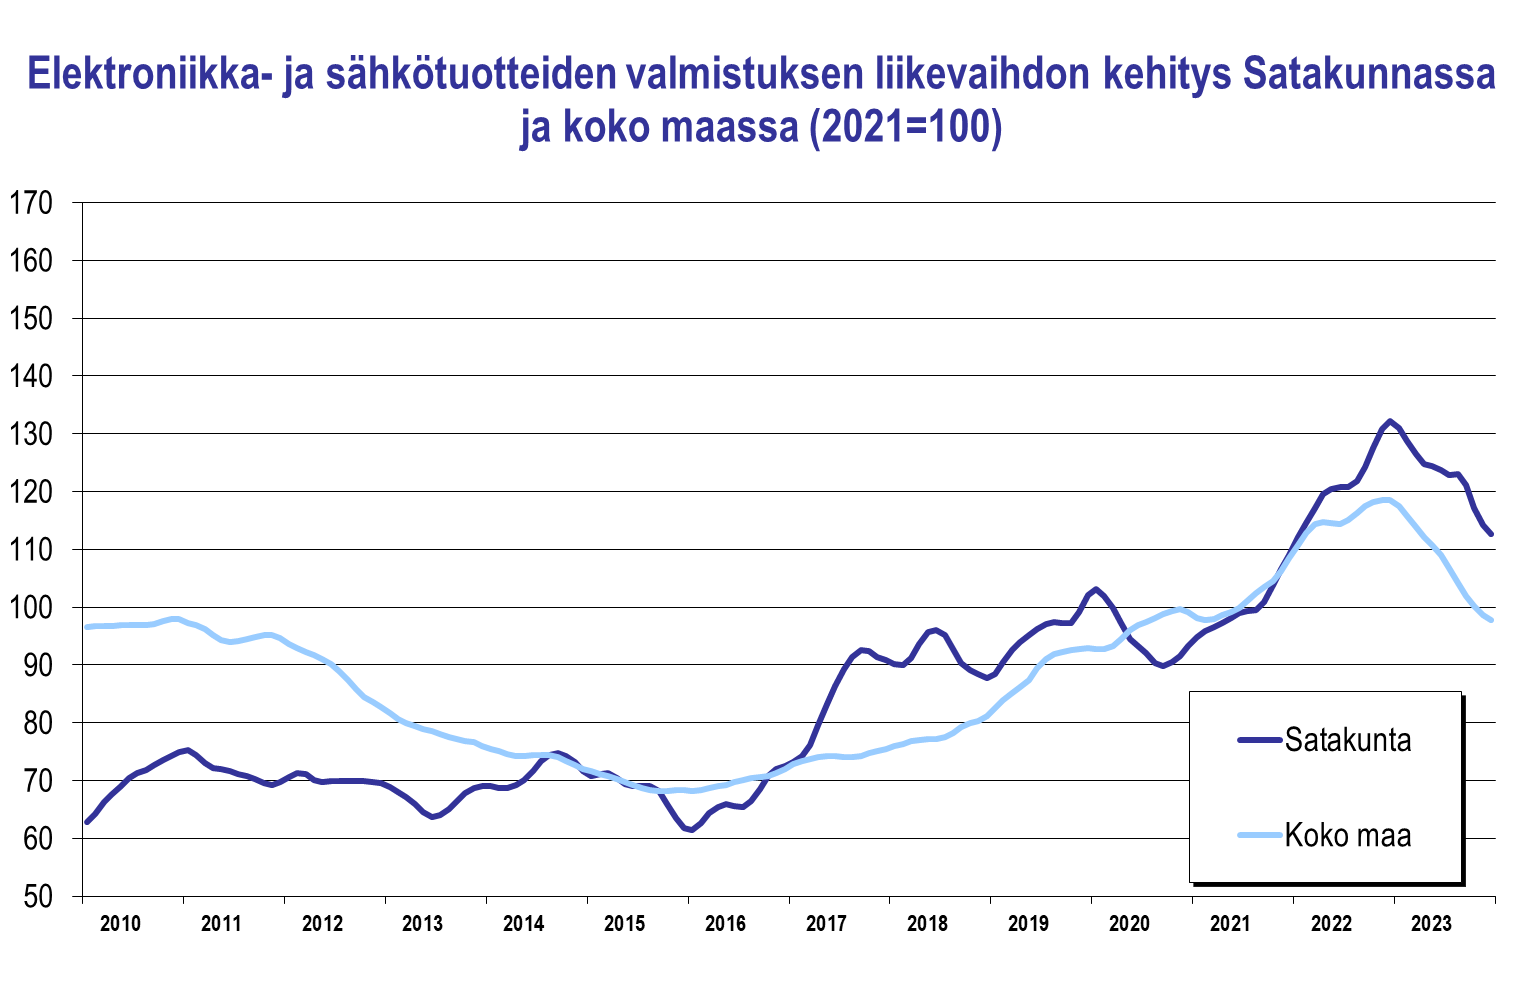 Elektroniikka- ja sähkötuotteiden valmistuksen liikevaihdon kehitys Satakunnassa
ja koko maassa (2021=100)
170
160
150
140
130
120
110
100
90
80
70
60
50
2010 2011 2012 2013 2014 2015 2016 2017 2018 2019 2020 2021 2022 2023
Satakunta
Koko maa